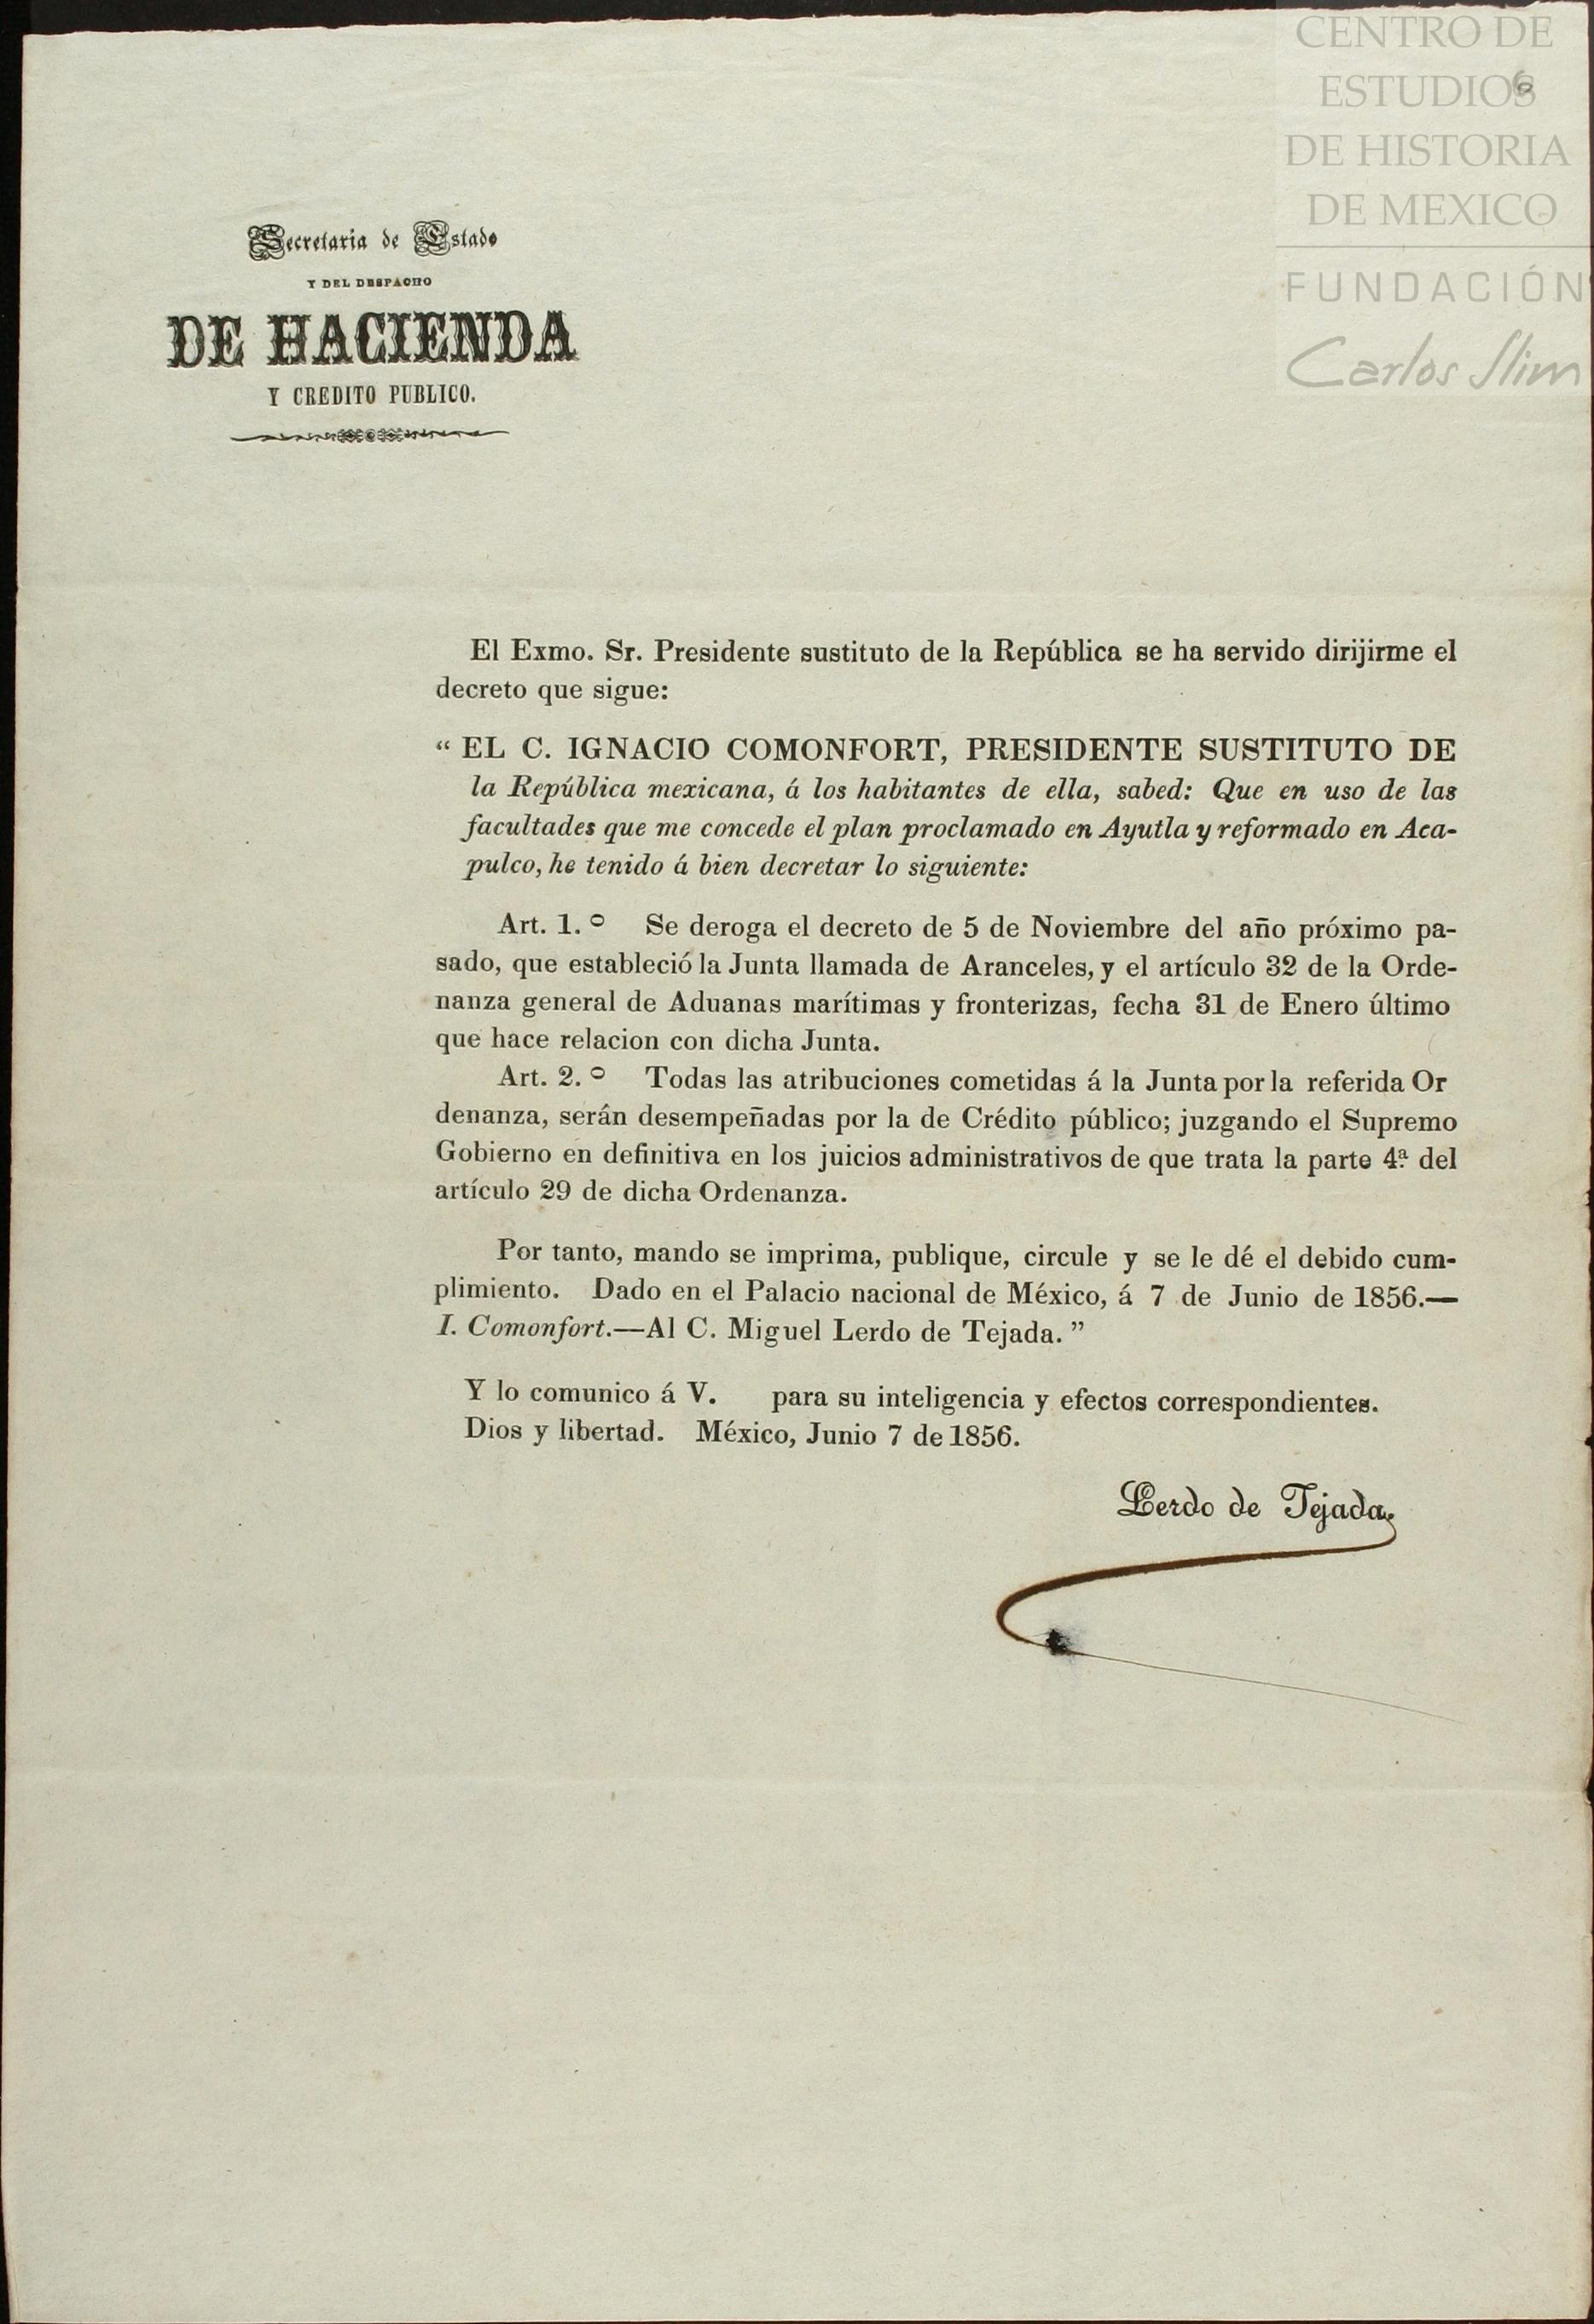 CENTRO DE
ESTUDIOS
6
DE HISTORIA
DE MEXICO
FUNDACIÓN
Carlos Slim
Secretaria de Estado
Y DEL DESPACHO
DE HACIENDA
Y CREDITO PUBLICO.
El Exmo. Sr. Presidente sustituto de la República se ha servido dirijirme el
decreto que sigue:
“ EL C. IGNACIO COMONFORT, PRESIDENTE SUSTITUTO DE
la República mexicana, á los habitantes de ella, sabed: Que en uso de las
facultades que me concede el plan proclamado en Ayutla y reformado en Aca-
pulco, he tenido á bien decretar lo siguiente:
Art. 1.º Se deroga el decreto de 5 de Noviembre del año próximo pa-
sado, que estableció la Junta llamada de Aranceles, y el artículo 32 de la Orde-
nanza general de Aduanas marítimas y fronterizas, fecha 31 de Enero último
que hace relacion con dicha Junta.
Art. 2.º Todas las atribuciones cometidas á la Junta por la referida Or
denanza, serán desempeñadas por la de Crédito público; juzgando el Supremo
Gobierno en definitiva en los juicios administrativos de que trata la parte 4.ª del
artículo 29 de dicha Ordenanza.
Por tanto, mando se imprima, publique, circule y se le dé el debido cum-
plimiento. Dado en el Palacio nacional de México, á 7 de Junio de 1856.—
I. Comonfort.—Al C. Miguel Lerdo de Tejada. ”
Y lo comunico á V. para su inteligencia y efectos correspondientes.
Dios y libertad. México, Junio 7 de 1856.
Lerdo de Tejada.